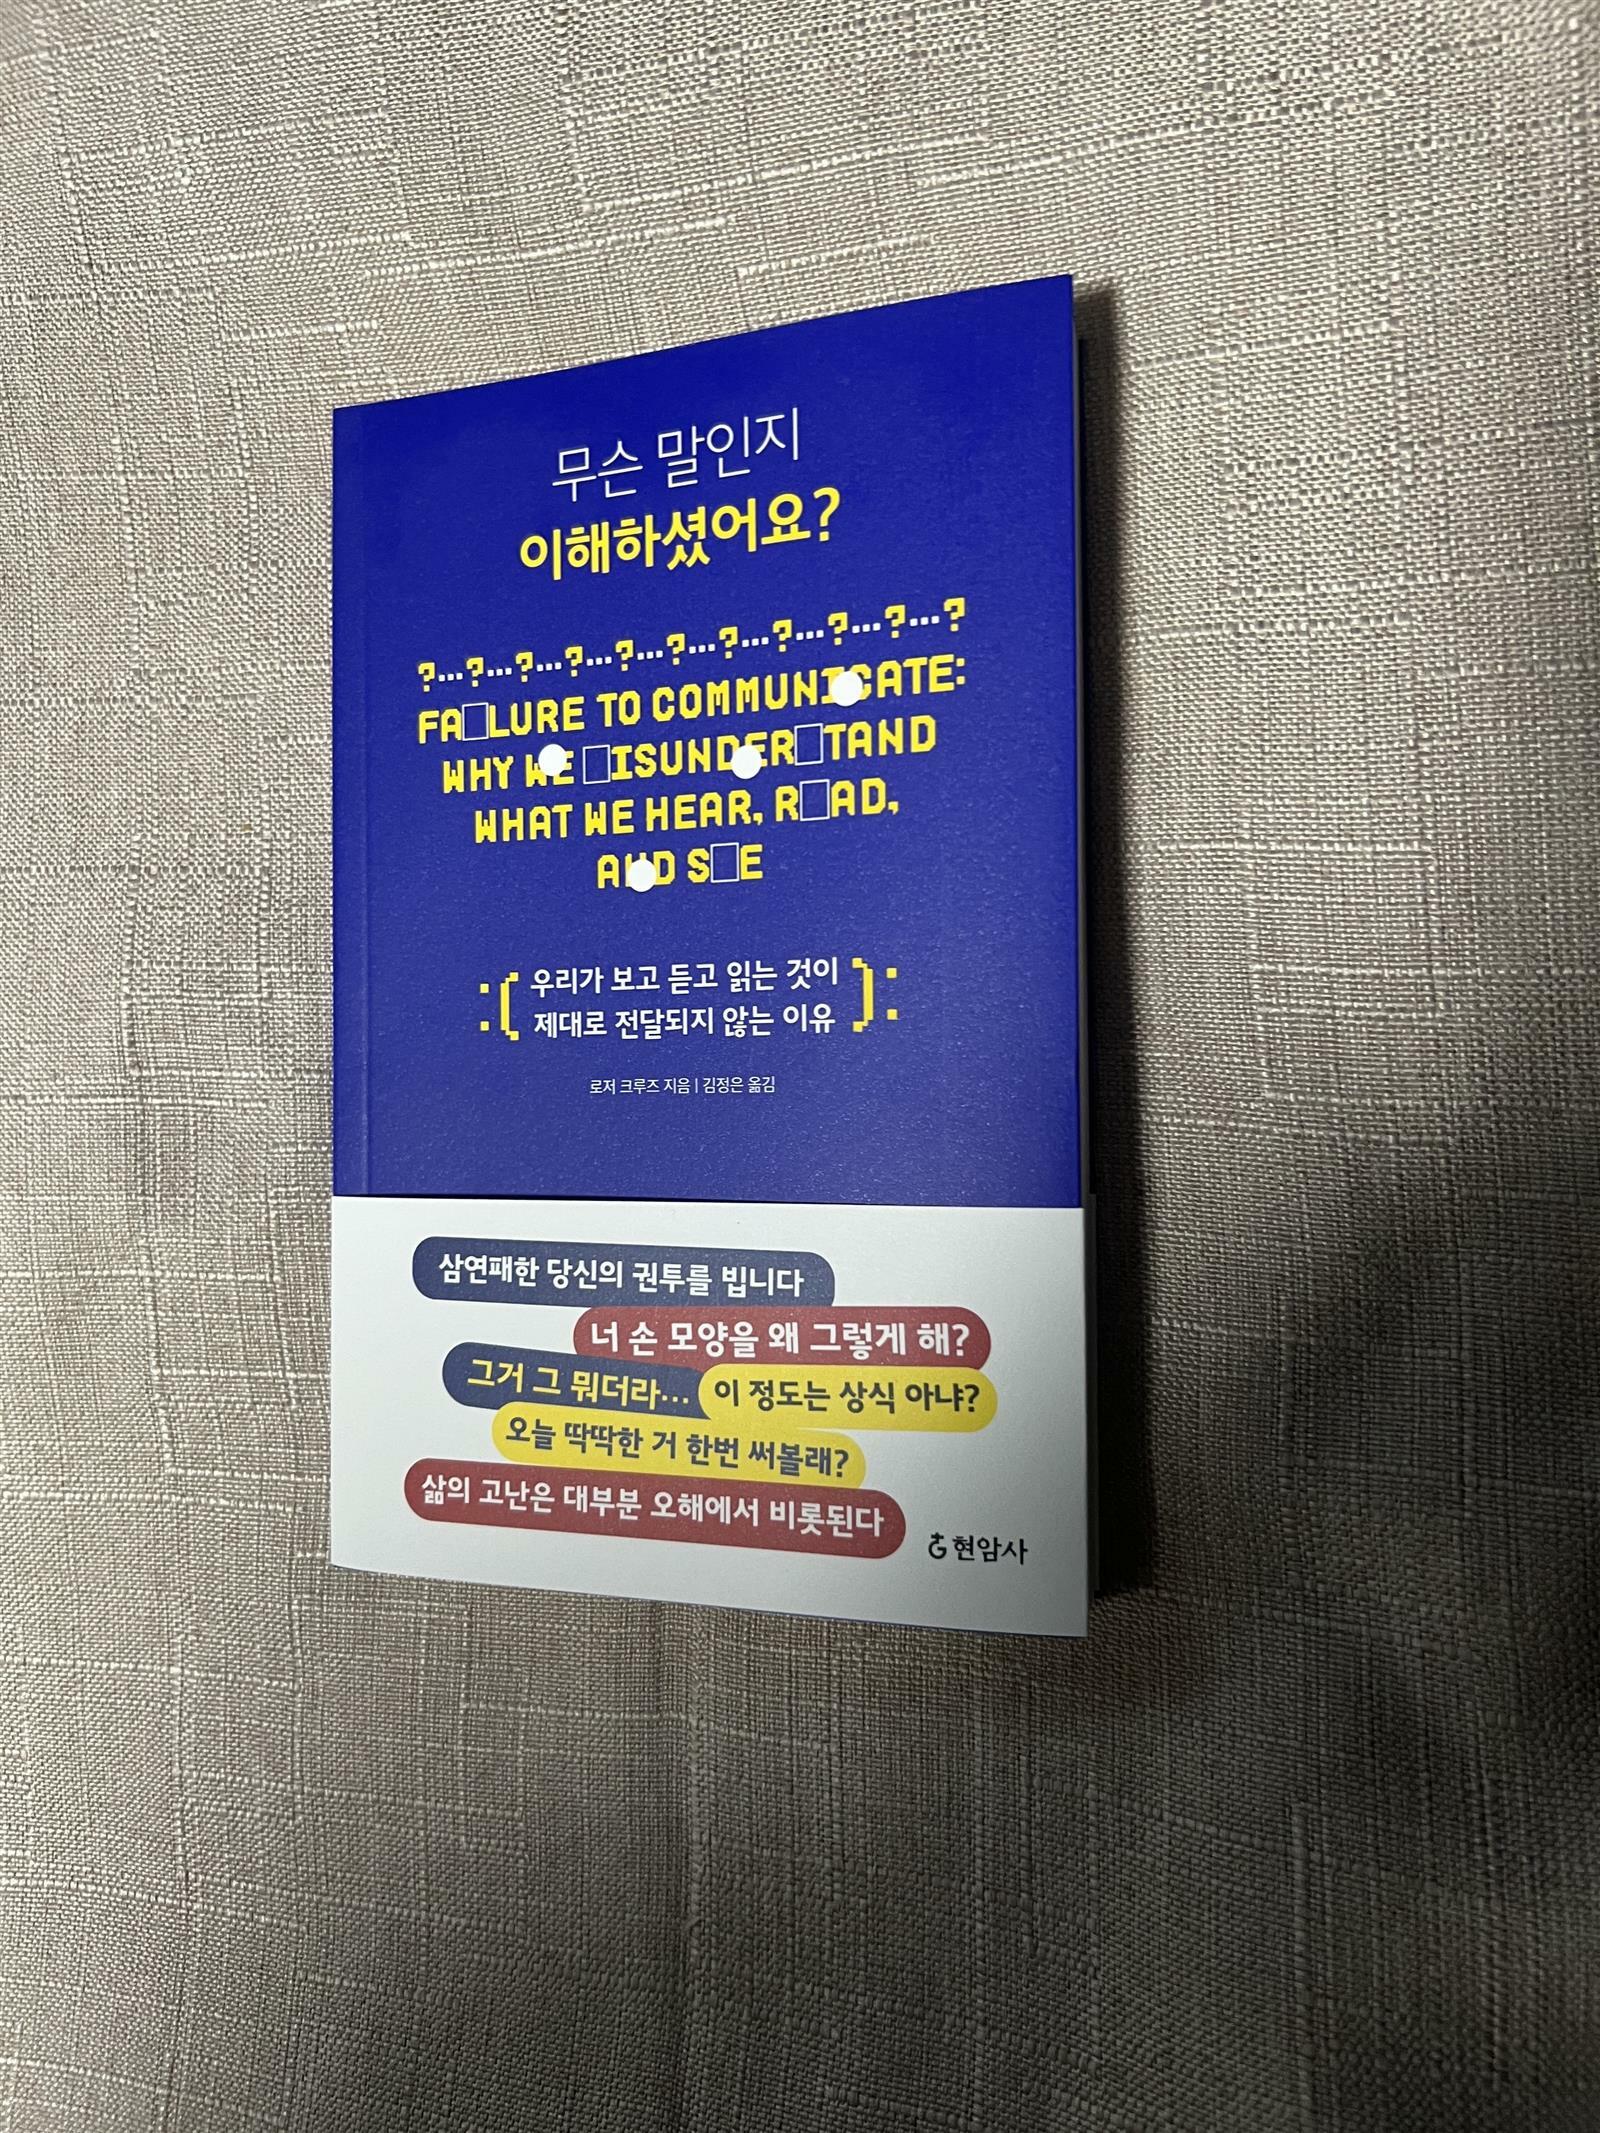 무슨 말인지
이해하셨어요?
?...?...?...?...?...?...?...?...?...?...?
FA□LURE TO COMMUNICATE:
WHY WE □ISUNDER□TAND
WHAT WE HEAR, R□AD,
AND S□E
:( 우리가 보고 듣고 읽는 것이 ):
제대로 전달되지 않는 이유
로저 크루즈 지음 | 김정은 옮김
삼연패한 당신의 권투를 빕니다
너 손 모양을 왜 그렇게 해?
그거 그 뭐더라... 이 정도는 상식 아냐?
오늘 딱딱한 거 한번 써볼래?
삶의 고난은 대부분 오해에서 비롯된다
현암사